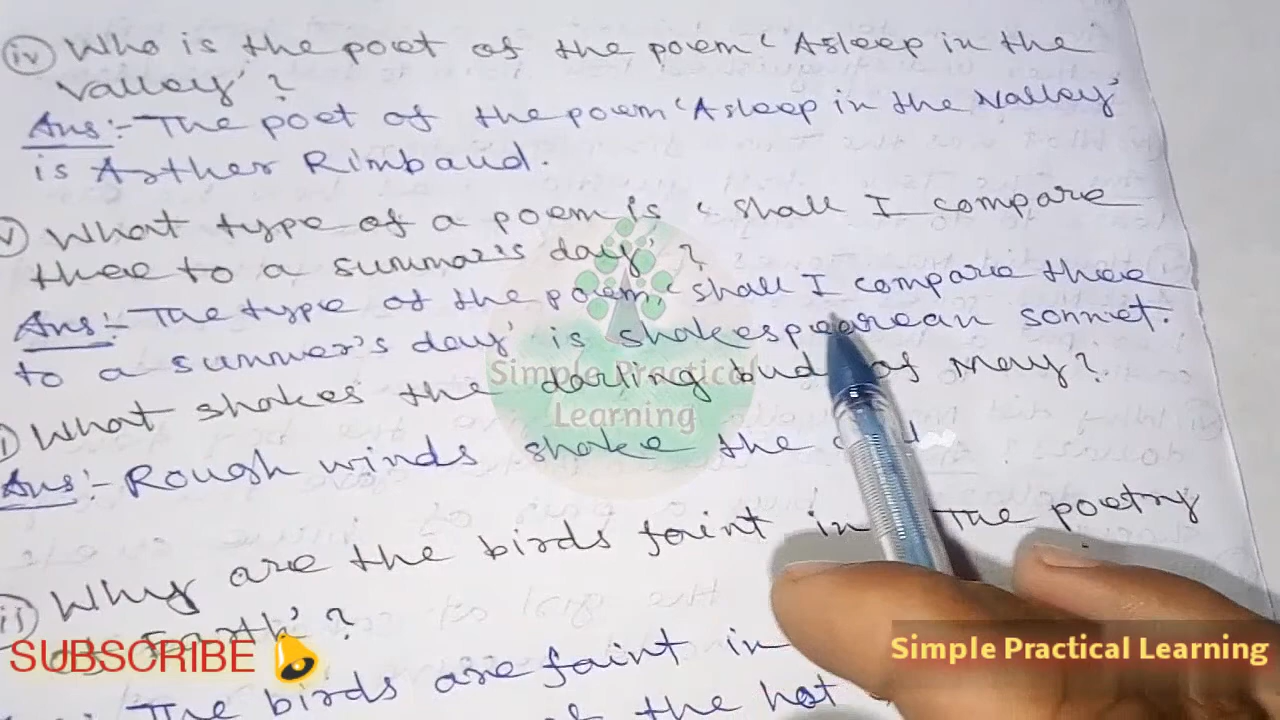 iv Who is the poet of the poem 'Asleep in the
Valley'?
Ans:- The poet of the poem 'Asleep in the Valley'
is Arther Rimbaud.
v) What type of a poem is 'shall I compare
thee to a summar's day'?
Ans:- The type of the poem, 'shall I compare thee
to a summer's day' is shakespearean sonnet.
i) What shakes the darling buds of May?
Ans:- Rough winds shake the
ii) Why are the birds faint in 'The poetry
of Earth'?
The birds are faint in
the hot
Simple Practical
Learning
SUBSCRIBE
Simple Practical Learning